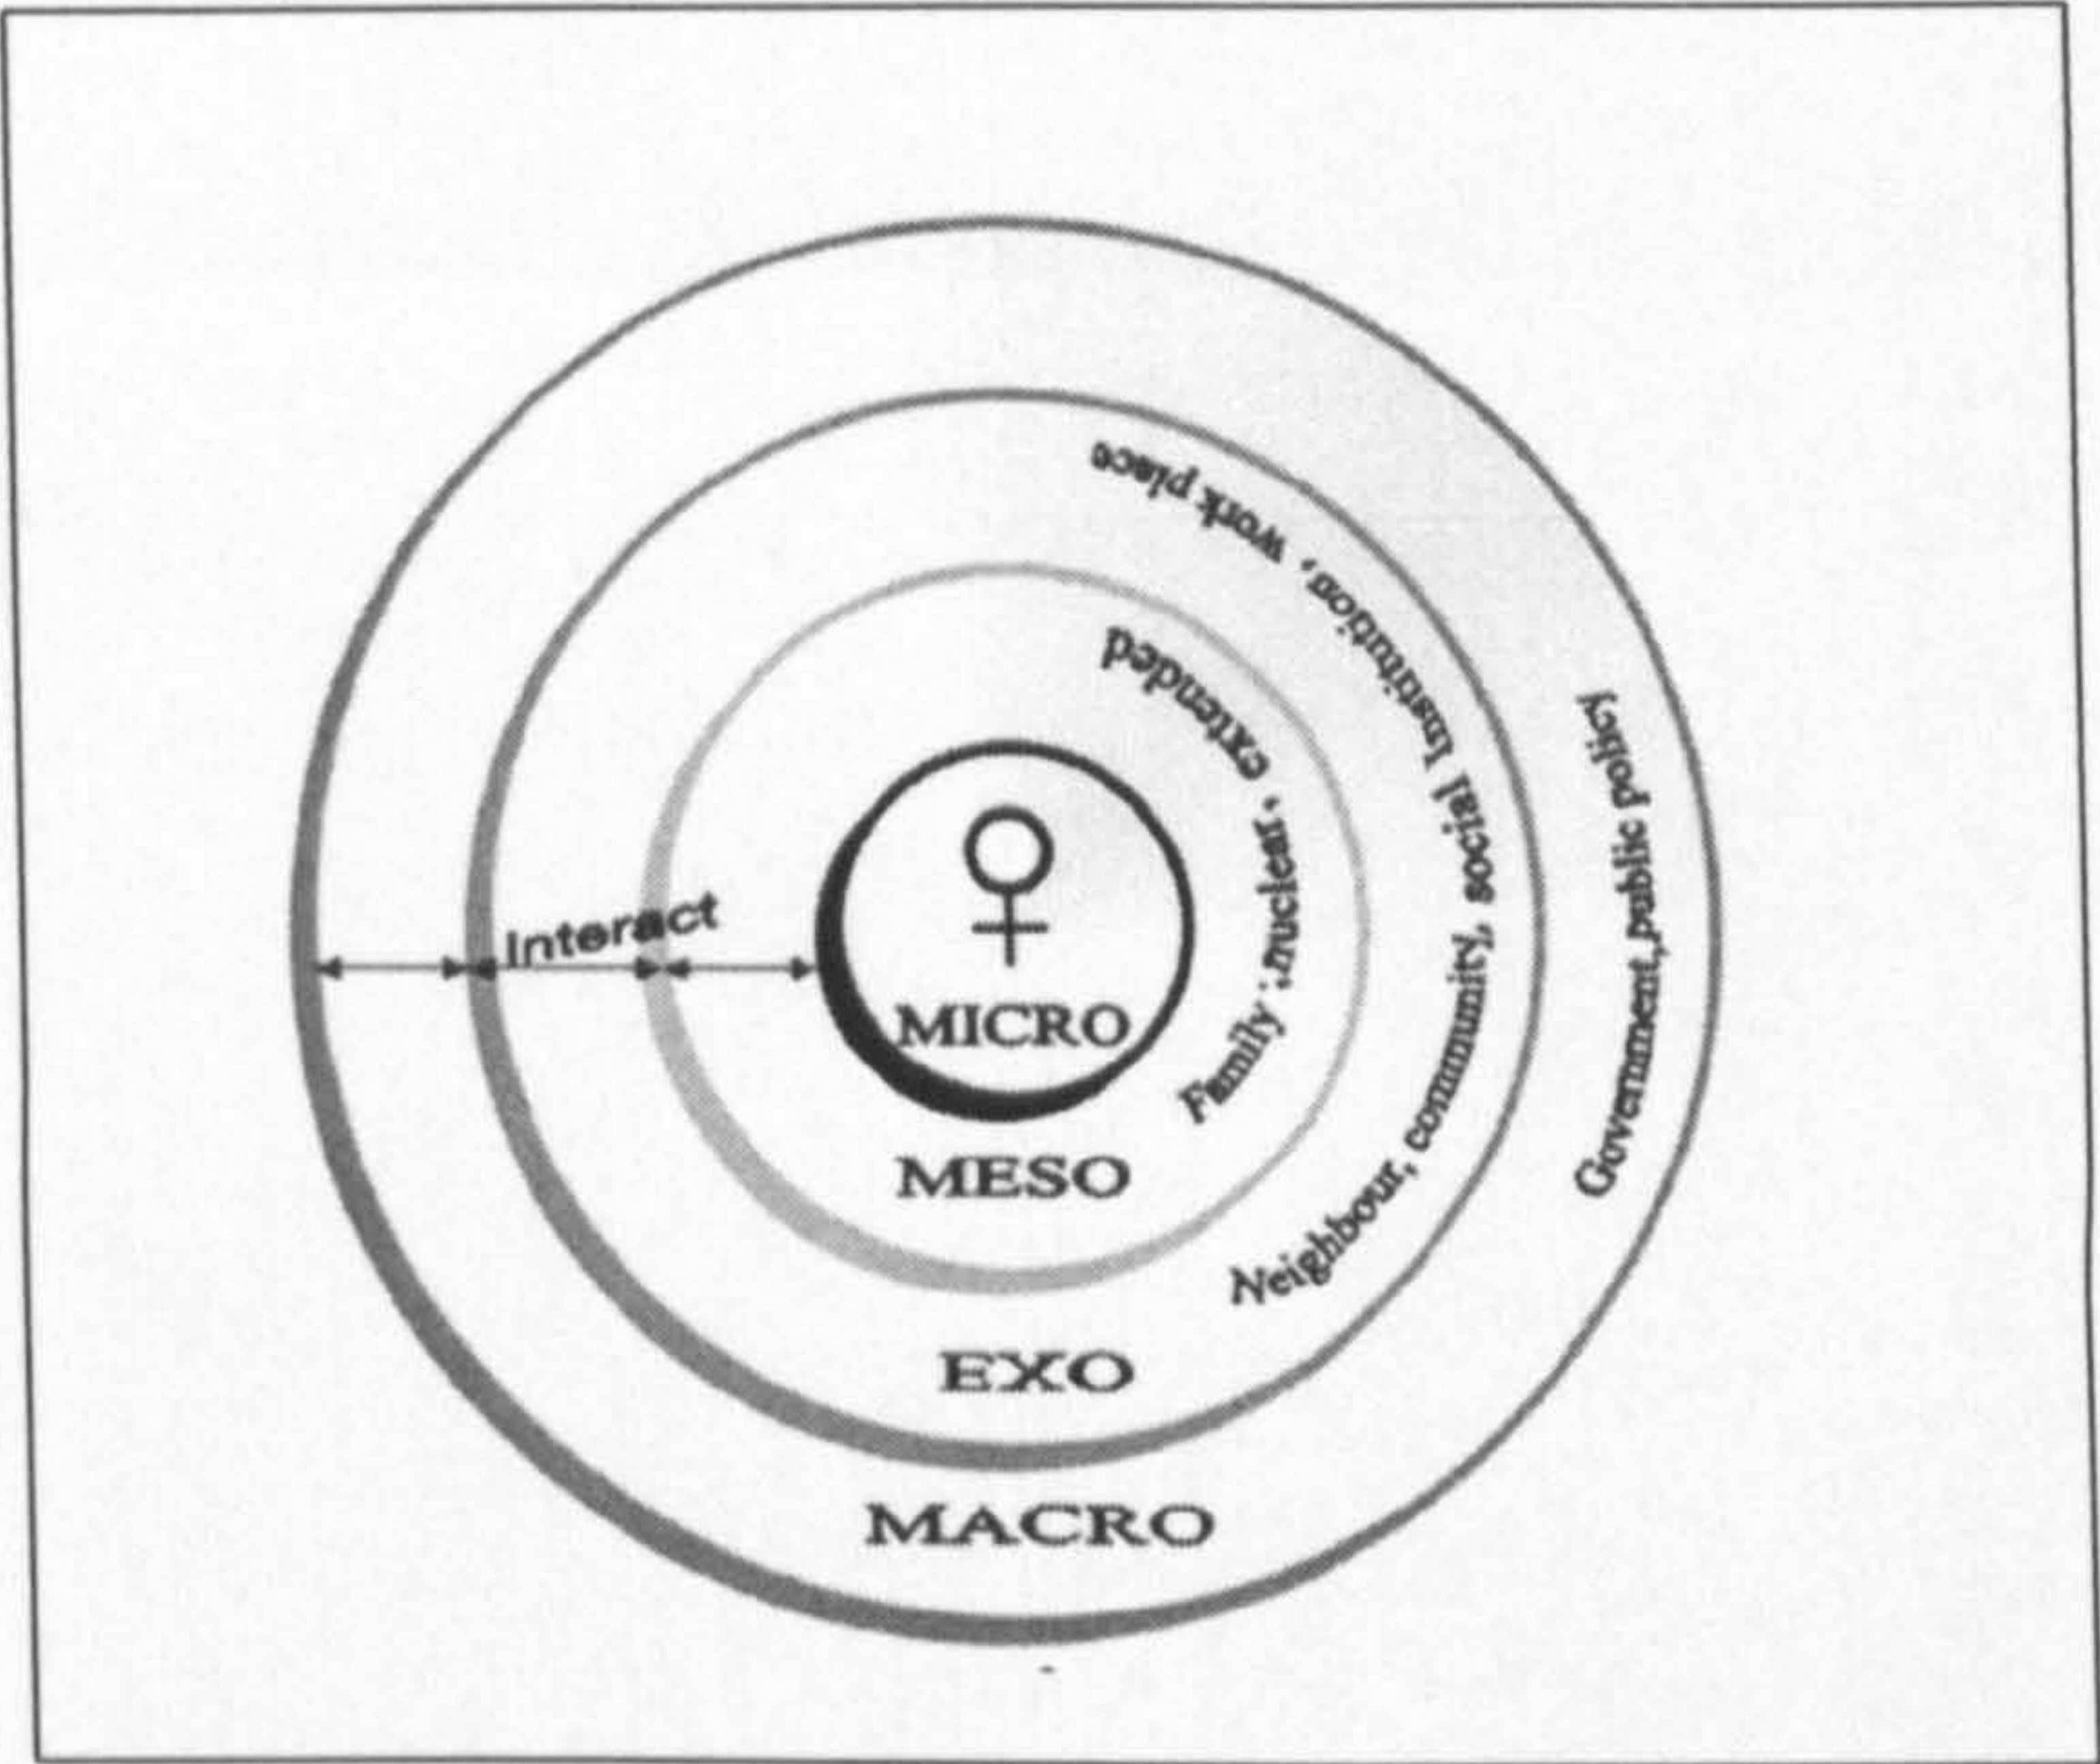 MICRO
MESO
EXO
MACRO
Interact
Family :nuclear, extended
Neighbour, community, social Institution, work place
Government,public policy